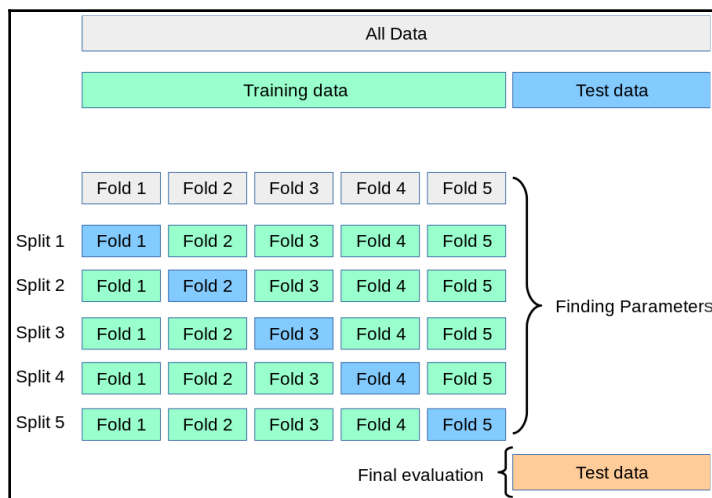 All Data
Training data Test data
Fold 1 Fold 2 Fold 3 Fold 4 Fold 5
Split 1 Fold 1 Fold 2 Fold 3 Fold 4 Fold 5
Split 2 Fold 1 Fold 2 Fold 3 Fold 4 Fold 5
Finding Parameters
Split 3 Fold 1 Fold 2 Fold 3 Fold 4 Fold 5
Split 4 Fold 1 Fold 2 Fold 3 Fold 4 Fold 5
Split 5 Fold 1 Fold 2 Fold 3 Fold 4 Fold 5
Final evaluation Test data